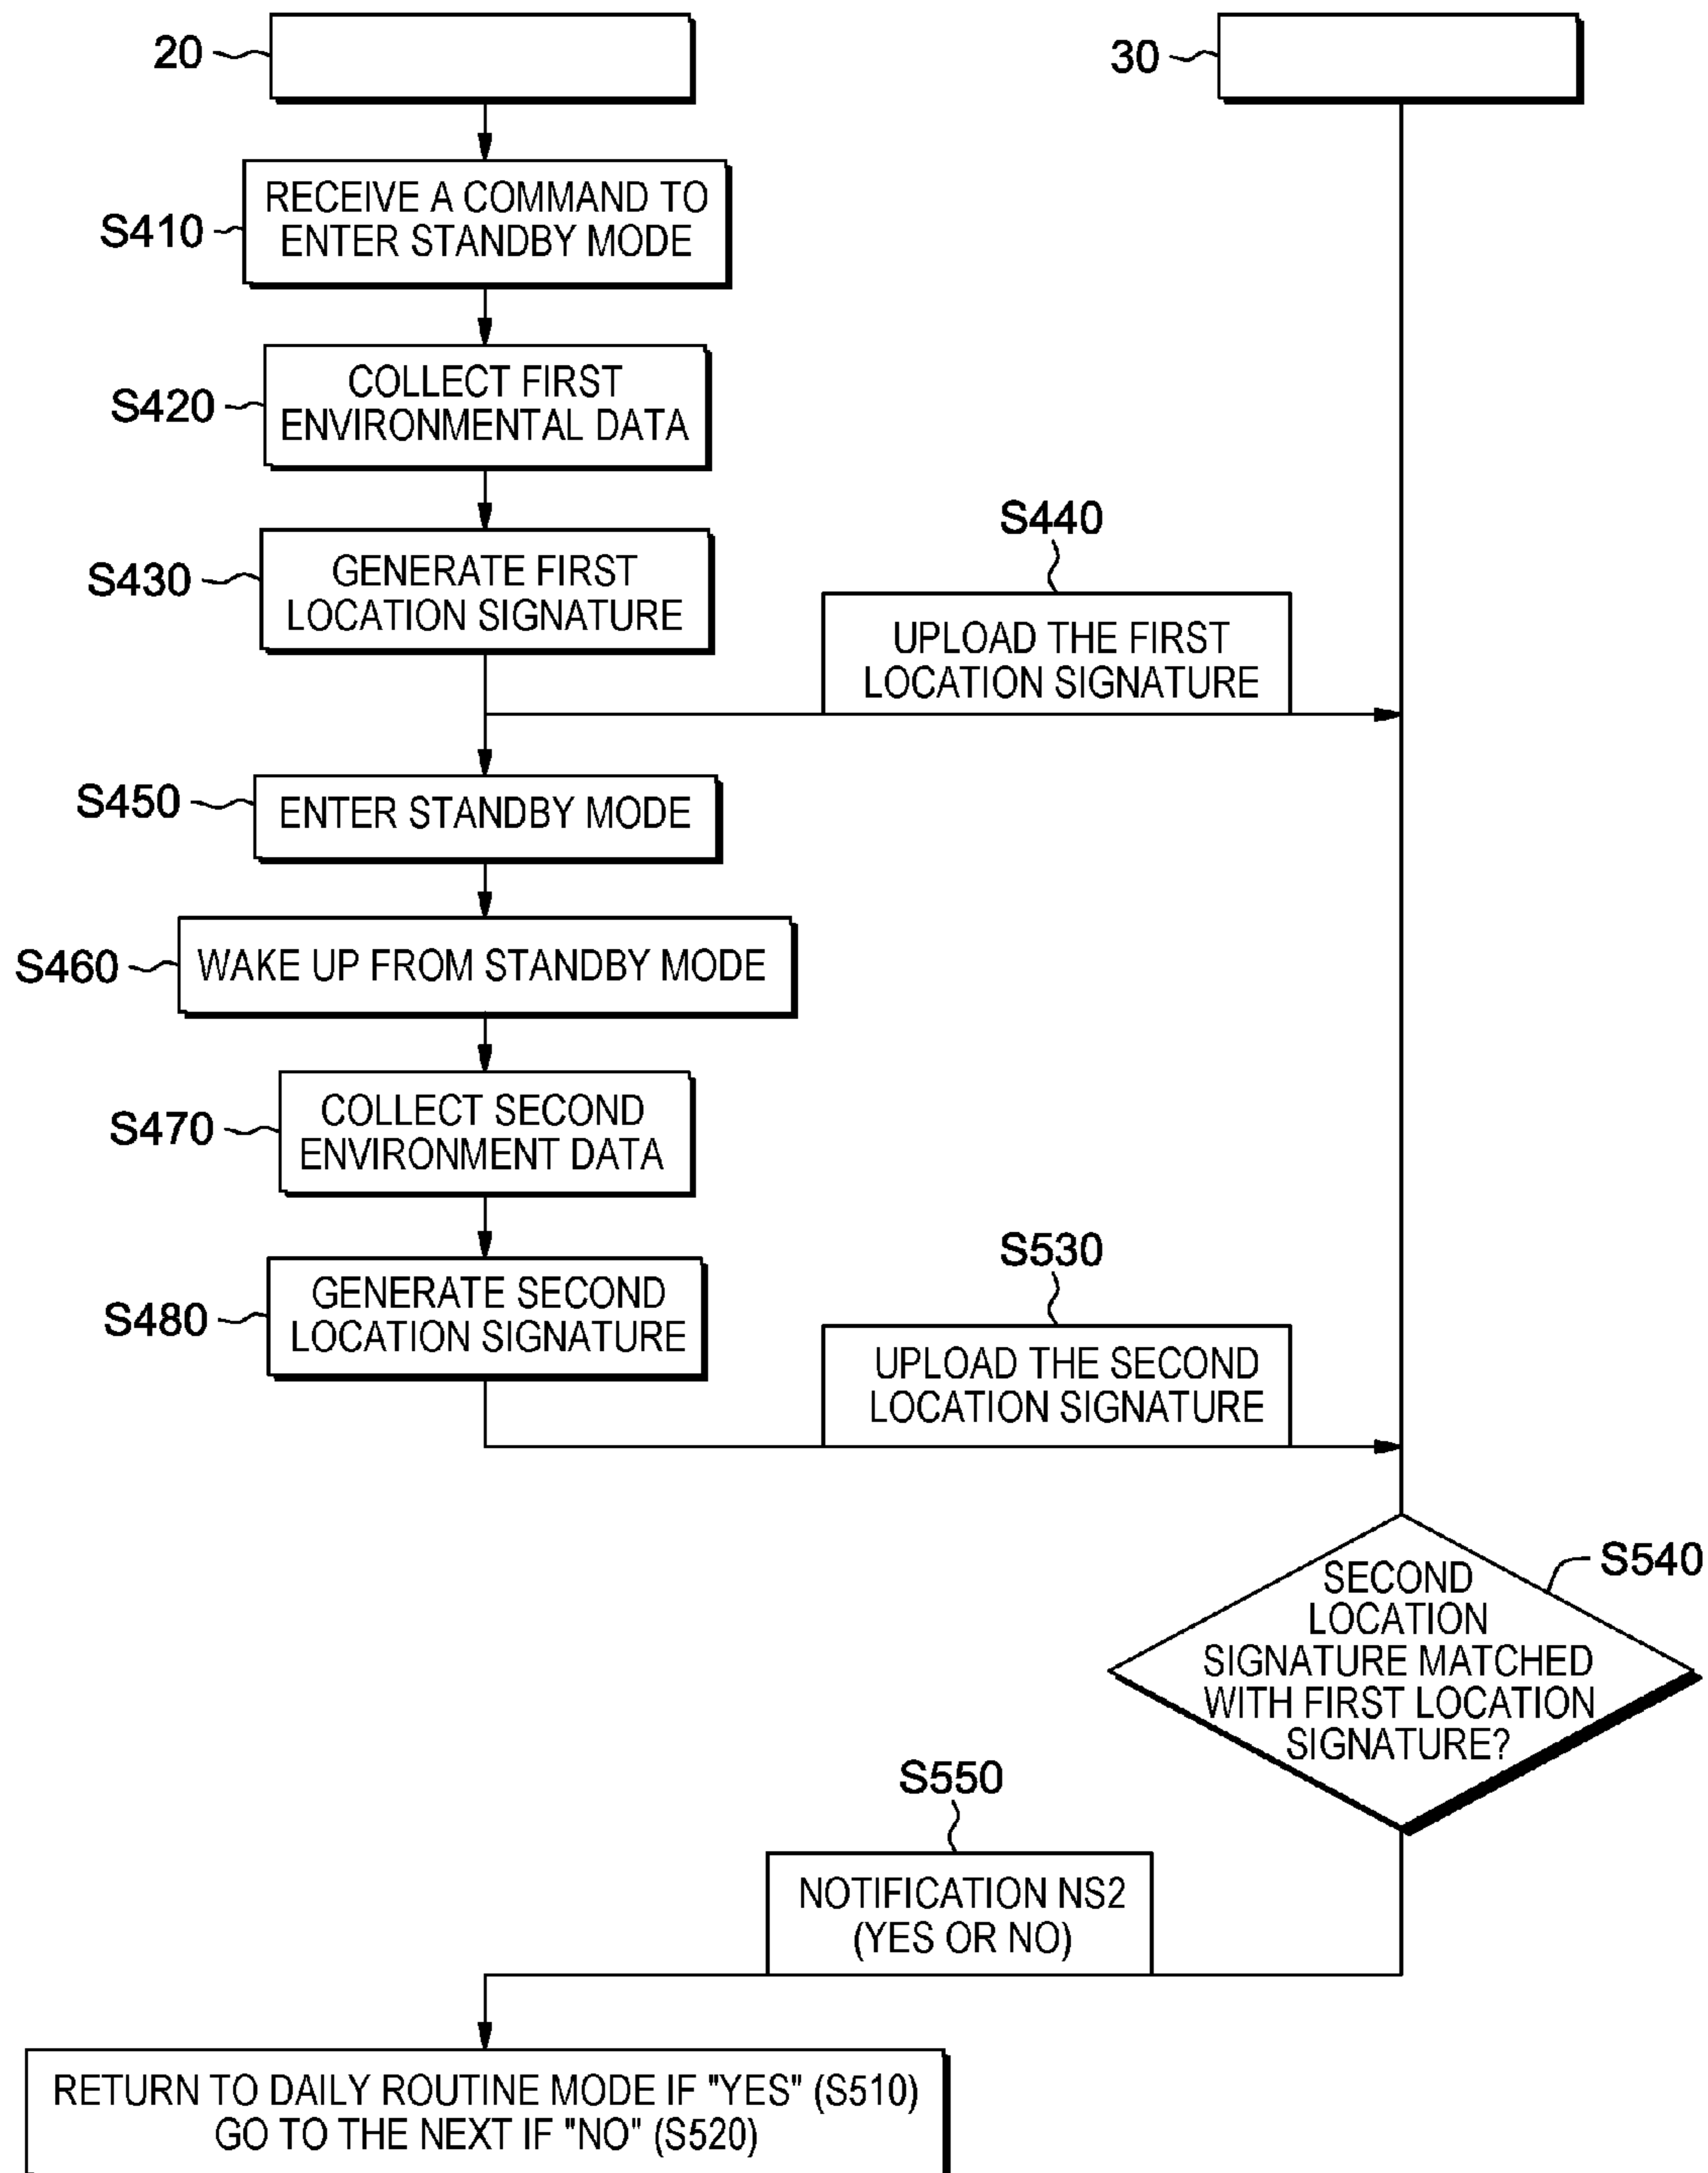 20
30
S410
RECEIVE A COMMAND TO
ENTER STANDBY MODE
S420
COLLECT FIRST
ENVIRONMENTAL DATA
S430
GENERATE FIRST
LOCATION SIGNATURE
S440
UPLOAD THE FIRST
LOCATION SIGNATURE
S450
ENTER STANDBY MODE
S460
WAKE UP FROM STANDBY MODE
S470
COLLECT SECOND
ENVIRONMENT DATA
S480
GENERATE SECOND
LOCATION SIGNATURE
S530
UPLOAD THE SECOND
LOCATION SIGNATURE
S540
SECOND
LOCATION
SIGNATURE MATCHED
WITH FIRST LOCATION
SIGNATURE?
S550
NOTIFICATION NS2
(YES OR NO)
RETURN TO DAILY ROUTINE MODE IF "YES" (S510)
GO TO THE NEXT IF "NO" (S520)